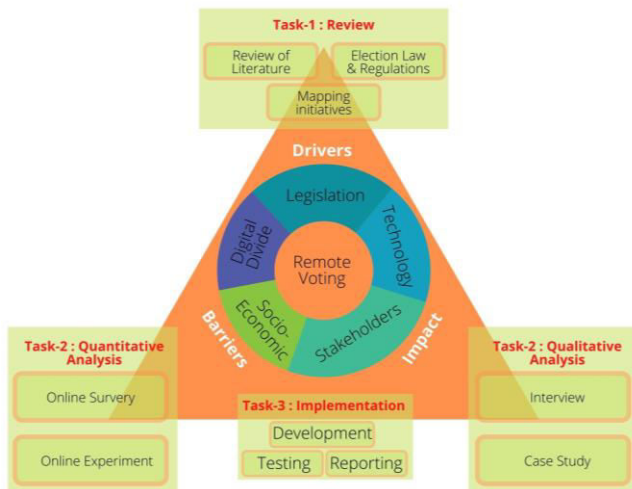 Task-1 : Review
Review of
Literature
Election Law
& Regulations
Mapping
initiatives
Drivers
Legislation
Digital
Divide
Technology
Remote
Voting
Socio-
Economic
Stakeholders
Barriers
Impact
Task-2 : Quantitative
Analysis
Online Survery
Online Experiment
Task-3 : Implementation
Development
Testing
Reporting
Task-2 : Qualitative
Analysis
Interview
Case Study